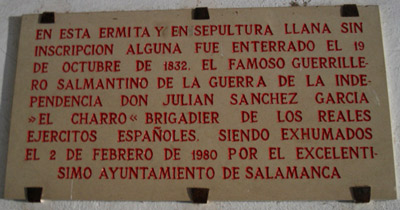 EN ESTA ERMITA Y EN SEPULTURA LLANA SIN
INSCRIPCION ALGUNA FUE ENTERRADO EL 19
DE OCTUBRE DE 1832, EL FAMOSO GUERRILLE-
RO SALMANTINO DE LA GUERRA DE LA INDE-
PENDENCIA DON JULIAN SANCHEZ GARCIA
»EL CHARRO« BRIGADIER DE LOS REALES
EJERCITOS ESPAÑOLES. SIENDO EXHUMADOS
EL 2 DE FEBRERO DE 1980 POR EL EXCELENTI-
SIMO AYUNTAMIENTO DE SALAMANCA